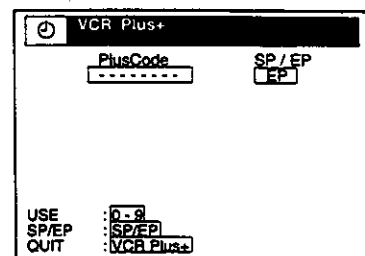 VCR Plus+
PlusCode SP / EP
-------- EP
USE : 0 - 9
SP/EP : SP/EP
QUIT : VCR Plus+